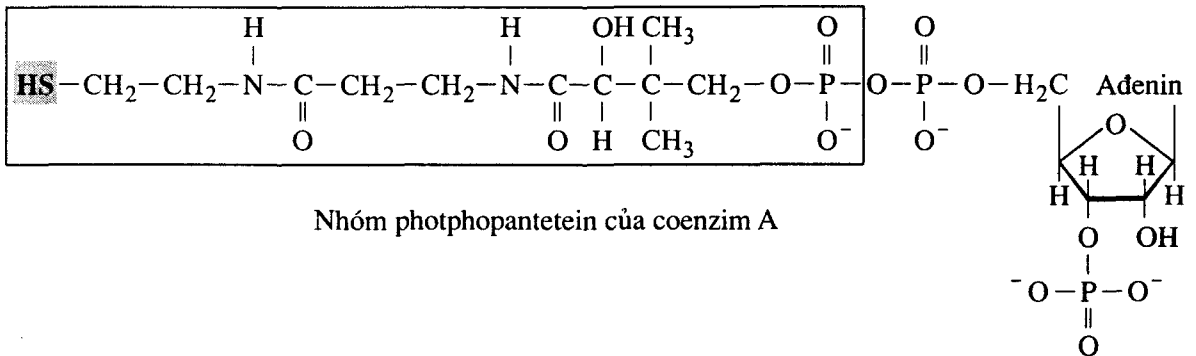 H H OH CH₃ O O
HS–CH₂–CH₂–N–C–CH₂–CH₂–N–C–C–C–CH₂–O–P–O–P–O–H₂C Ađenin
O O H CH₃ O⁻ O⁻ O
H H H H
Nhóm photphopantetein của coenzim A
O OH
⁻O–P–O⁻
O